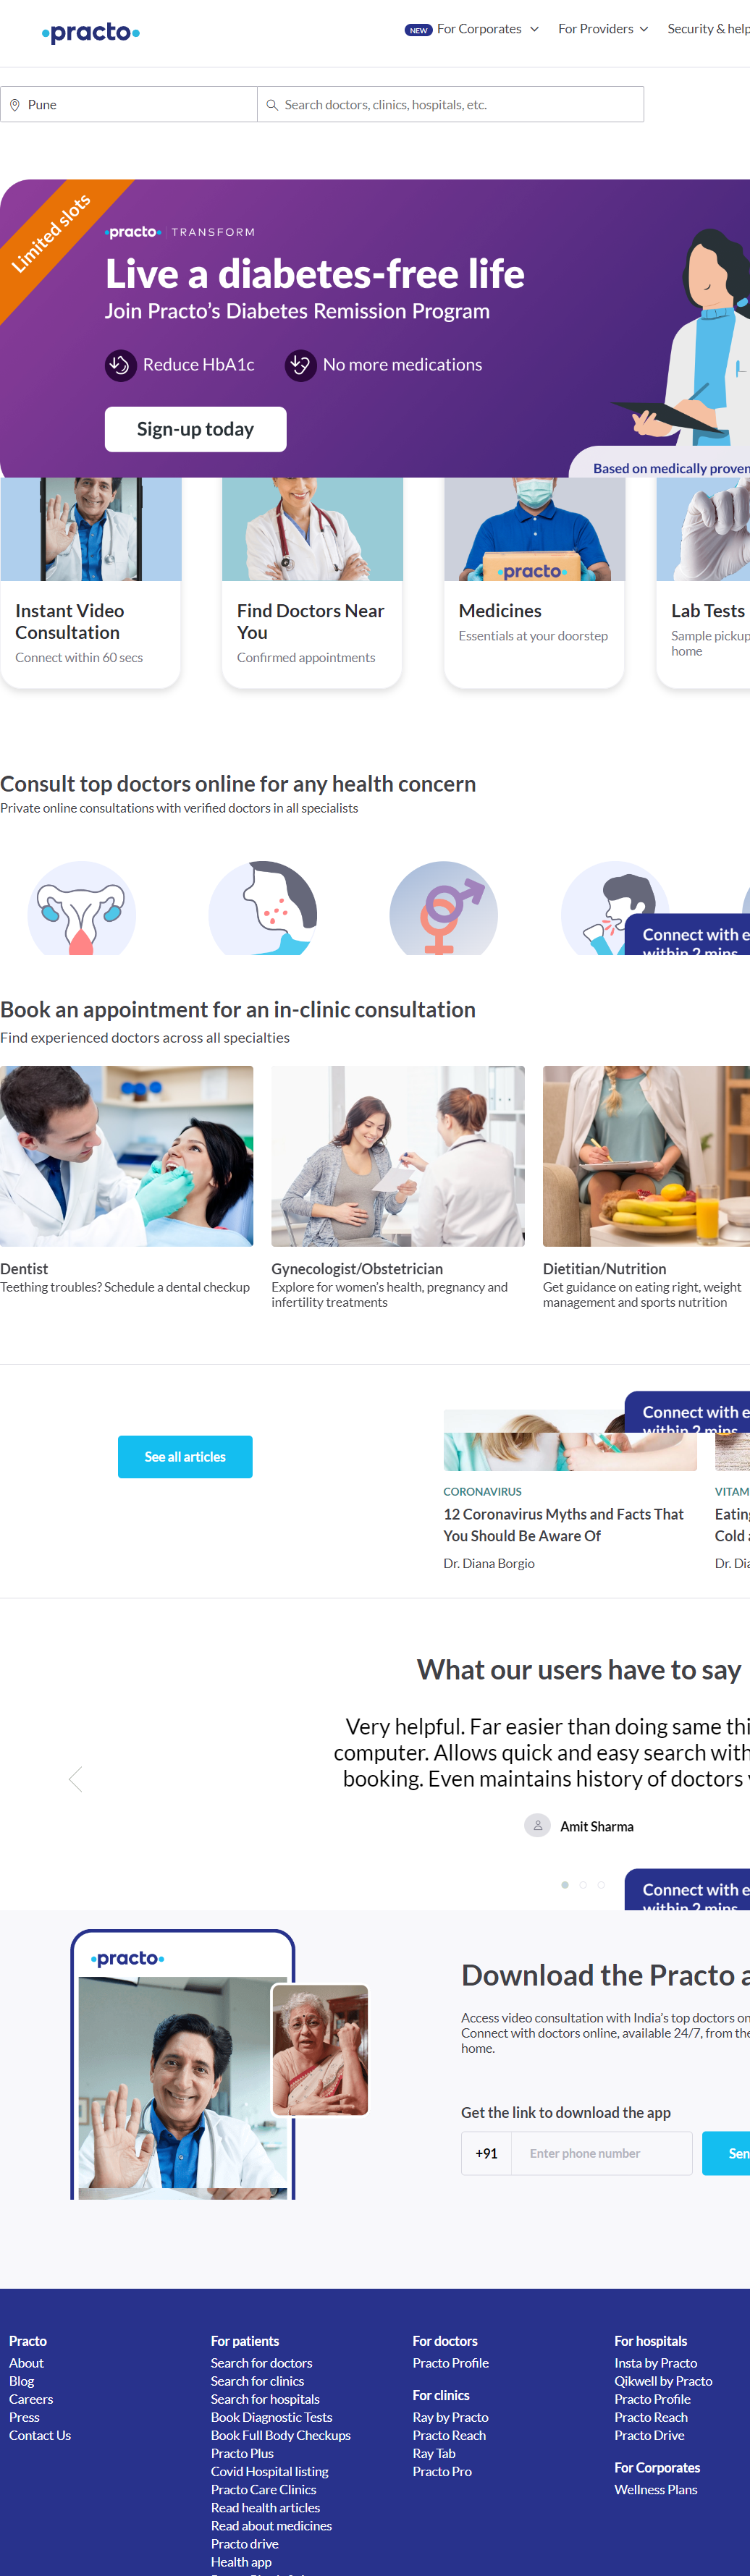 practo
NEW For Corporates
For Providers
Security & help
Pune
Search doctors, clinics, hospitals, etc.
Limited slots
practo TRANSFORM
Live a diabetes-free life
Join Practo’s Diabetes Remission Program
Reduce HbA1c
No more medications
Sign-up today
Based on medically proven
practo
Instant Video
Consultation
Connect within 60 secs
Find Doctors Near
You
Confirmed appointments
Medicines
Essentials at your doorstep
Lab Tests
Sample pickup
home
Consult top doctors online for any health concern
Private online consultations with verified doctors in all specialists
Connect with e
within 2 mins
Book an appointment for an in-clinic consultation
Find experienced doctors across all specialties
Dentist
Teething troubles? Schedule a dental checkup
Gynecologist/Obstetrician
Explore for women’s health, pregnancy and
infertility treatments
Dietitian/Nutrition
Get guidance on eating right, weight
management and sports nutrition
Connect with e
within 2 mins
See all articles
CORONAVIRUS
12 Coronavirus Myths and Facts That
You Should Be Aware Of
Dr. Diana Borgio
VITAM
Eating
Cold
Dr. Dia
What our users have to say
Very helpful. Far easier than doing same thi
computer. Allows quick and easy search with
booking. Even maintains history of doctors
Amit Sharma
Connect with e
within 2 mins
practo
Download the Practo a
Access video consultation with India’s top doctors on
Connect with doctors online, available 24/7, from the
home.
Get the link to download the app
+91
Enter phone number
Sen
Practo
About
Blog
Careers
Press
Contact Us
For patients
Search for doctors
Search for clinics
Search for hospitals
Book Diagnostic Tests
Book Full Body Checkups
Practo Plus
Covid Hospital listing
Practo Care Clinics
Read health articles
Read about medicines
Practo drive
Health app
For doctors
Practo Profile
For clinics
Ray by Practo
Practo Reach
Ray Tab
Practo Pro
For hospitals
Insta by Practo
Qikwell by Practo
Practo Profile
Practo Reach
Practo Drive
For Corporates
Wellness Plans